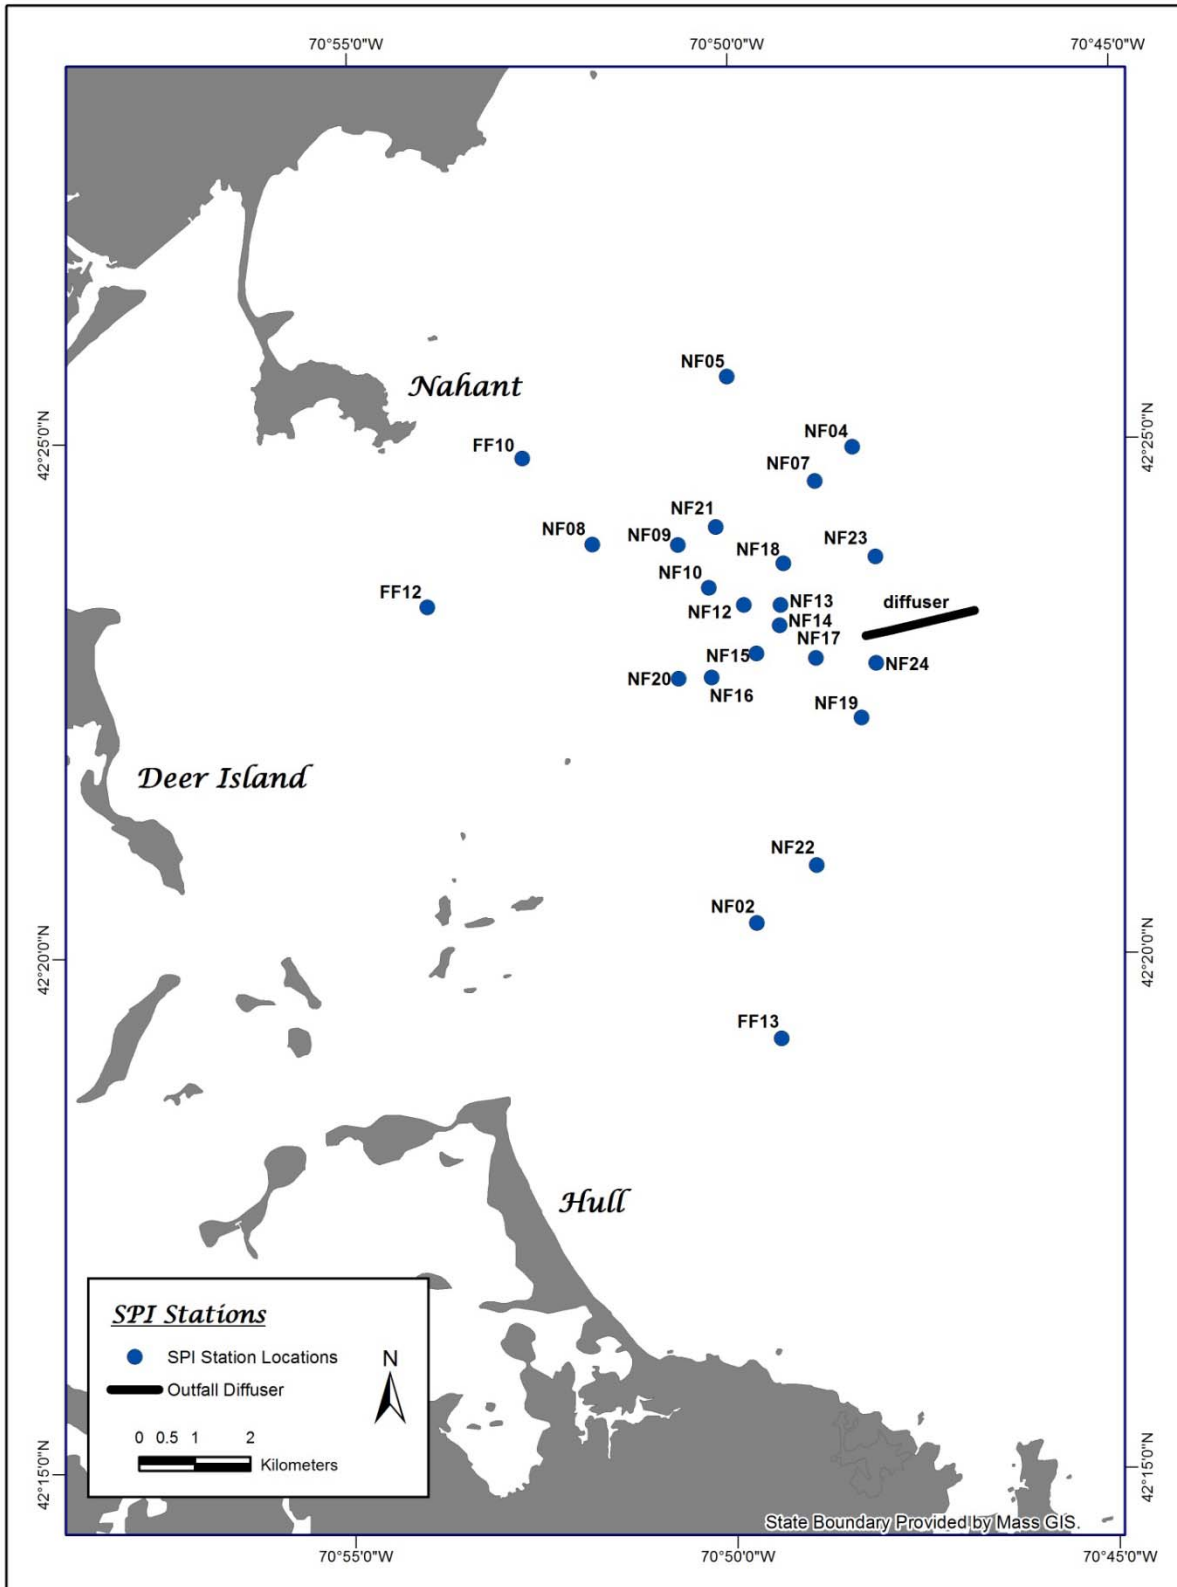 70°55'0"W 70°50'0"W 70°45'0"W
NF05
Nahant
NF04
FF10
42°25'0"N
42°25'0"N
NF07
NF21
NF08
NF09
NF18
NF23
NF10
FF12
NF12
NF13
diffuser
NF14
NF17
NF15
NF24
NF20
NF16
NF19
Deer Island
NF22
NF02
42°20'0"N
42°20'0"N
FF13
Hull
SPI Stations
SPI Station Locations
Outfall Diffuser
N
0 0.5 1 2
Kilometers
42°15'0"N
42°15'0"N
State Boundary Provided by Mass GIS.
70°55'0"W 70°50'0"W 70°45'0"W